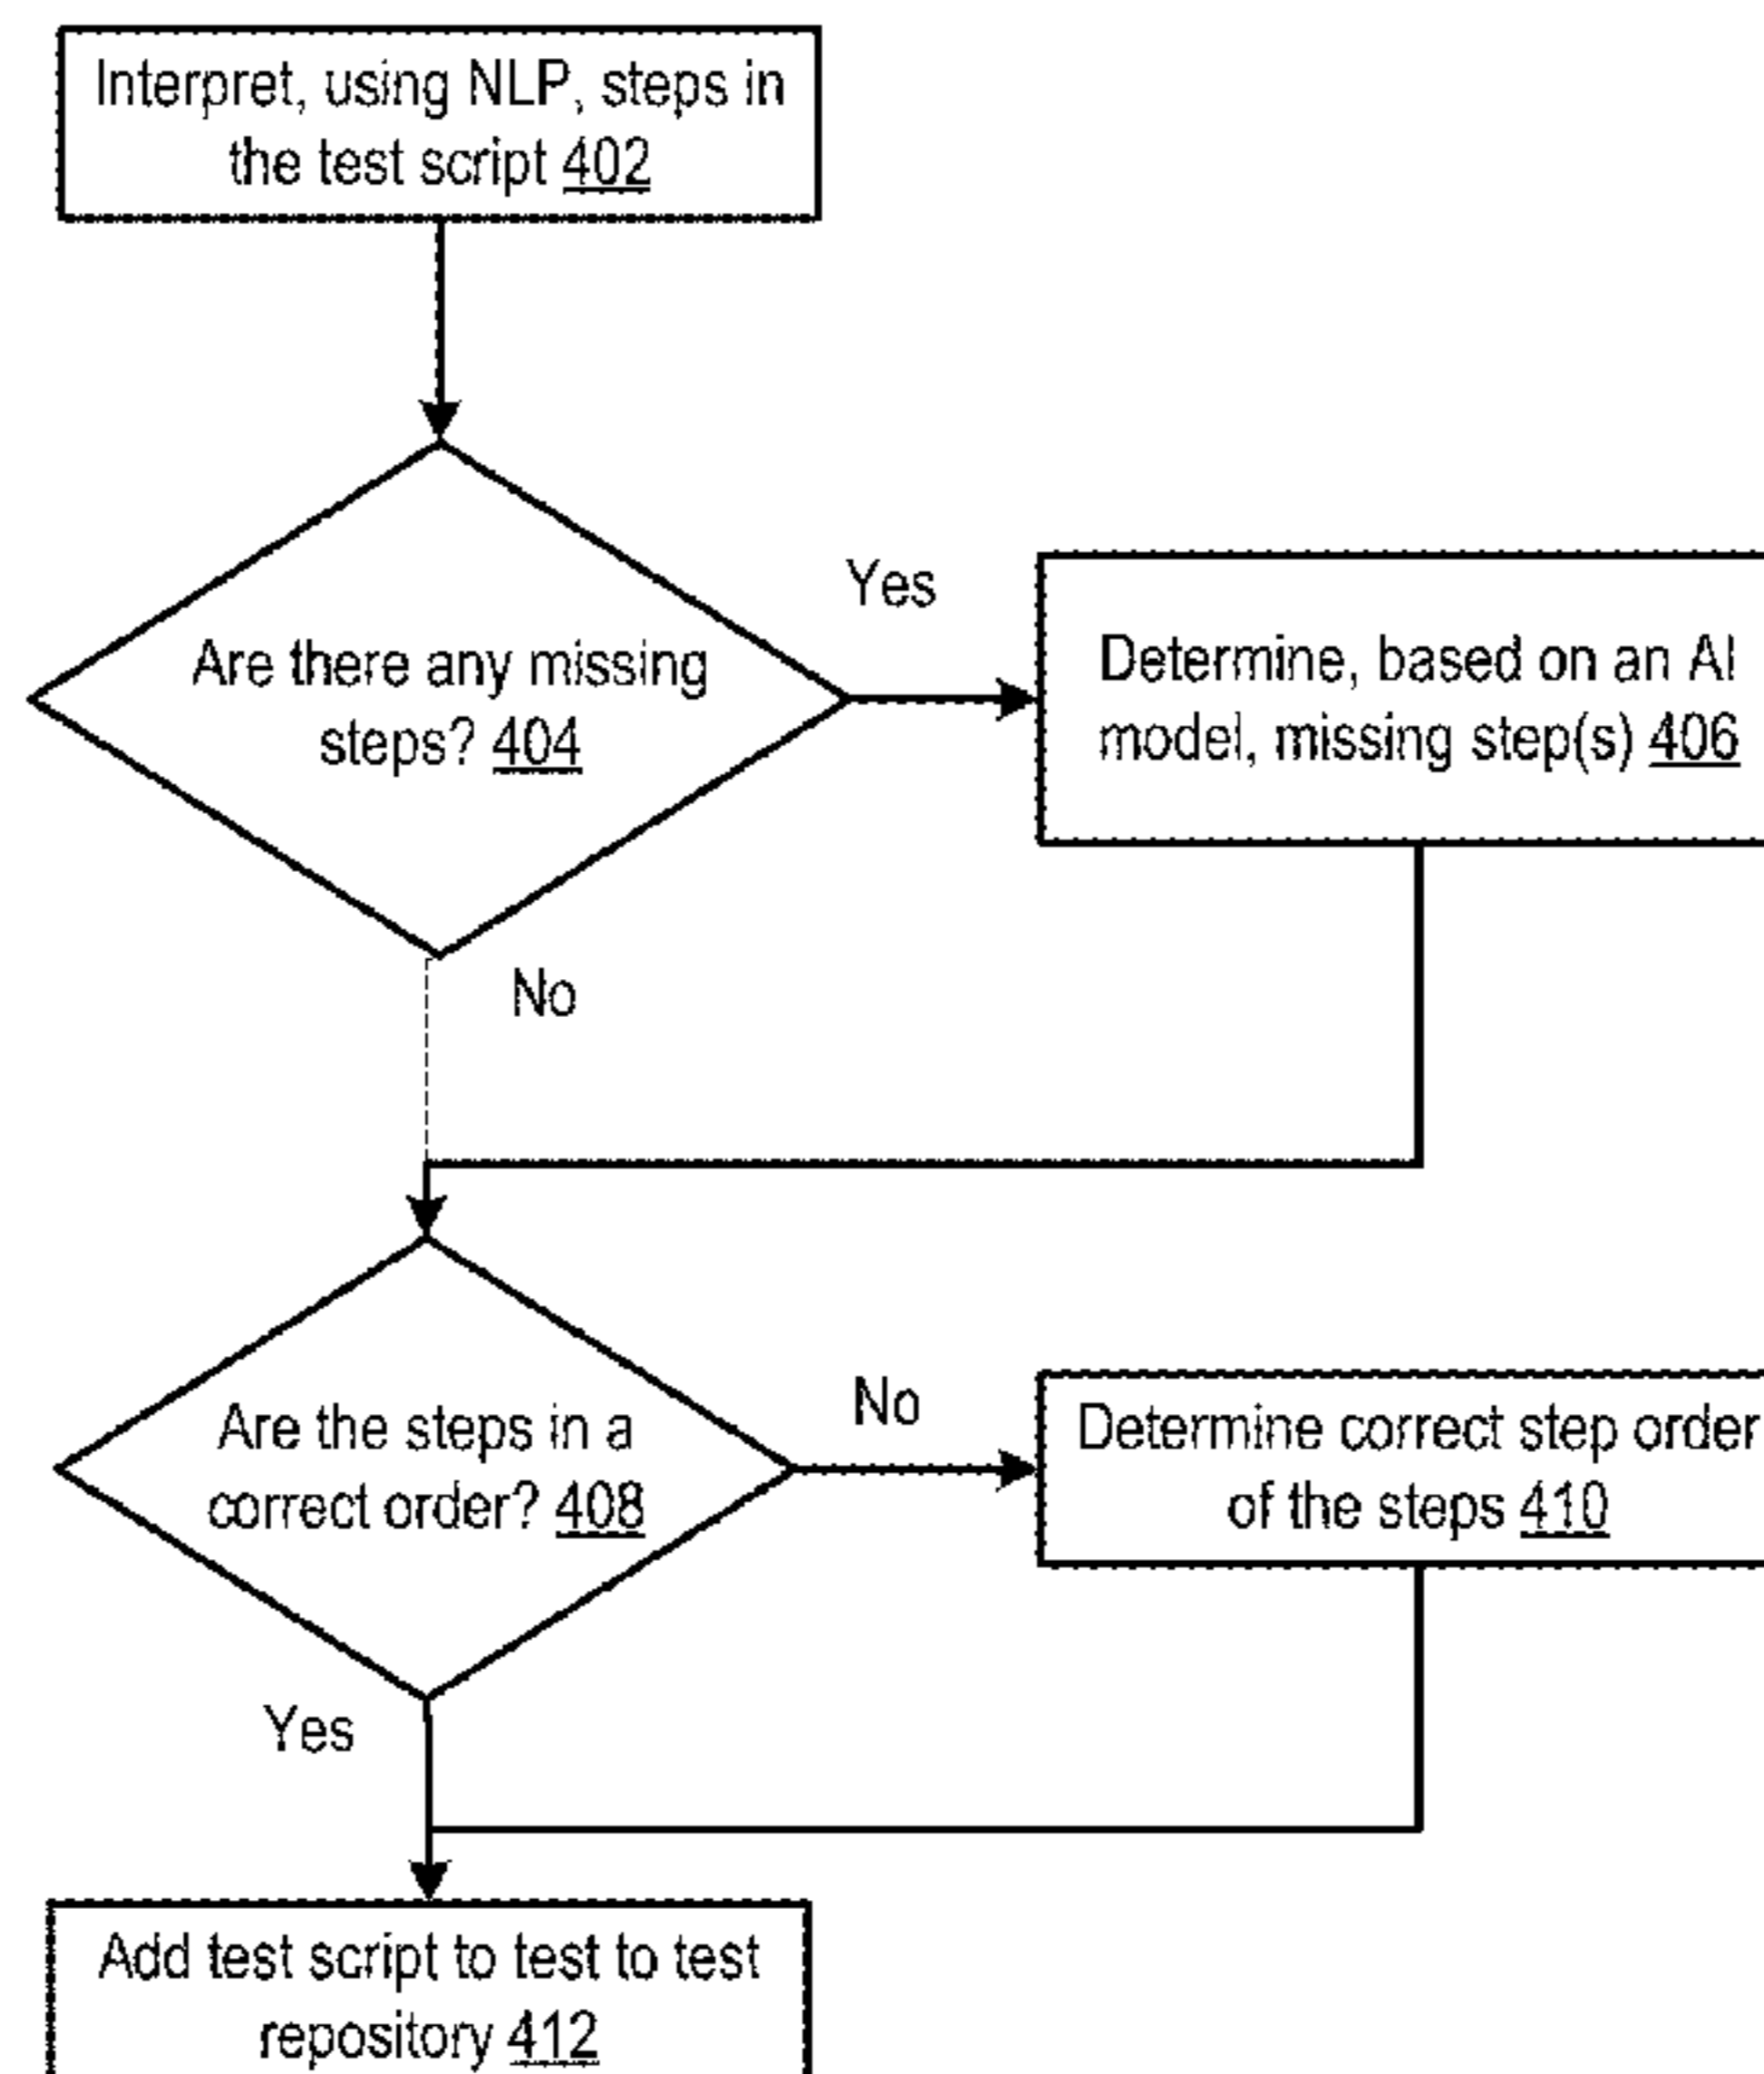 Interpret, using NLP, steps in
the test script 402
Are there any missing
steps? 404
Yes
Determine, based on an AI
model, missing step(s) 406
No
Are the steps in a
correct order? 408
No
Determine correct step order
of the steps 410
Yes
Add test script to test to test
repository 412